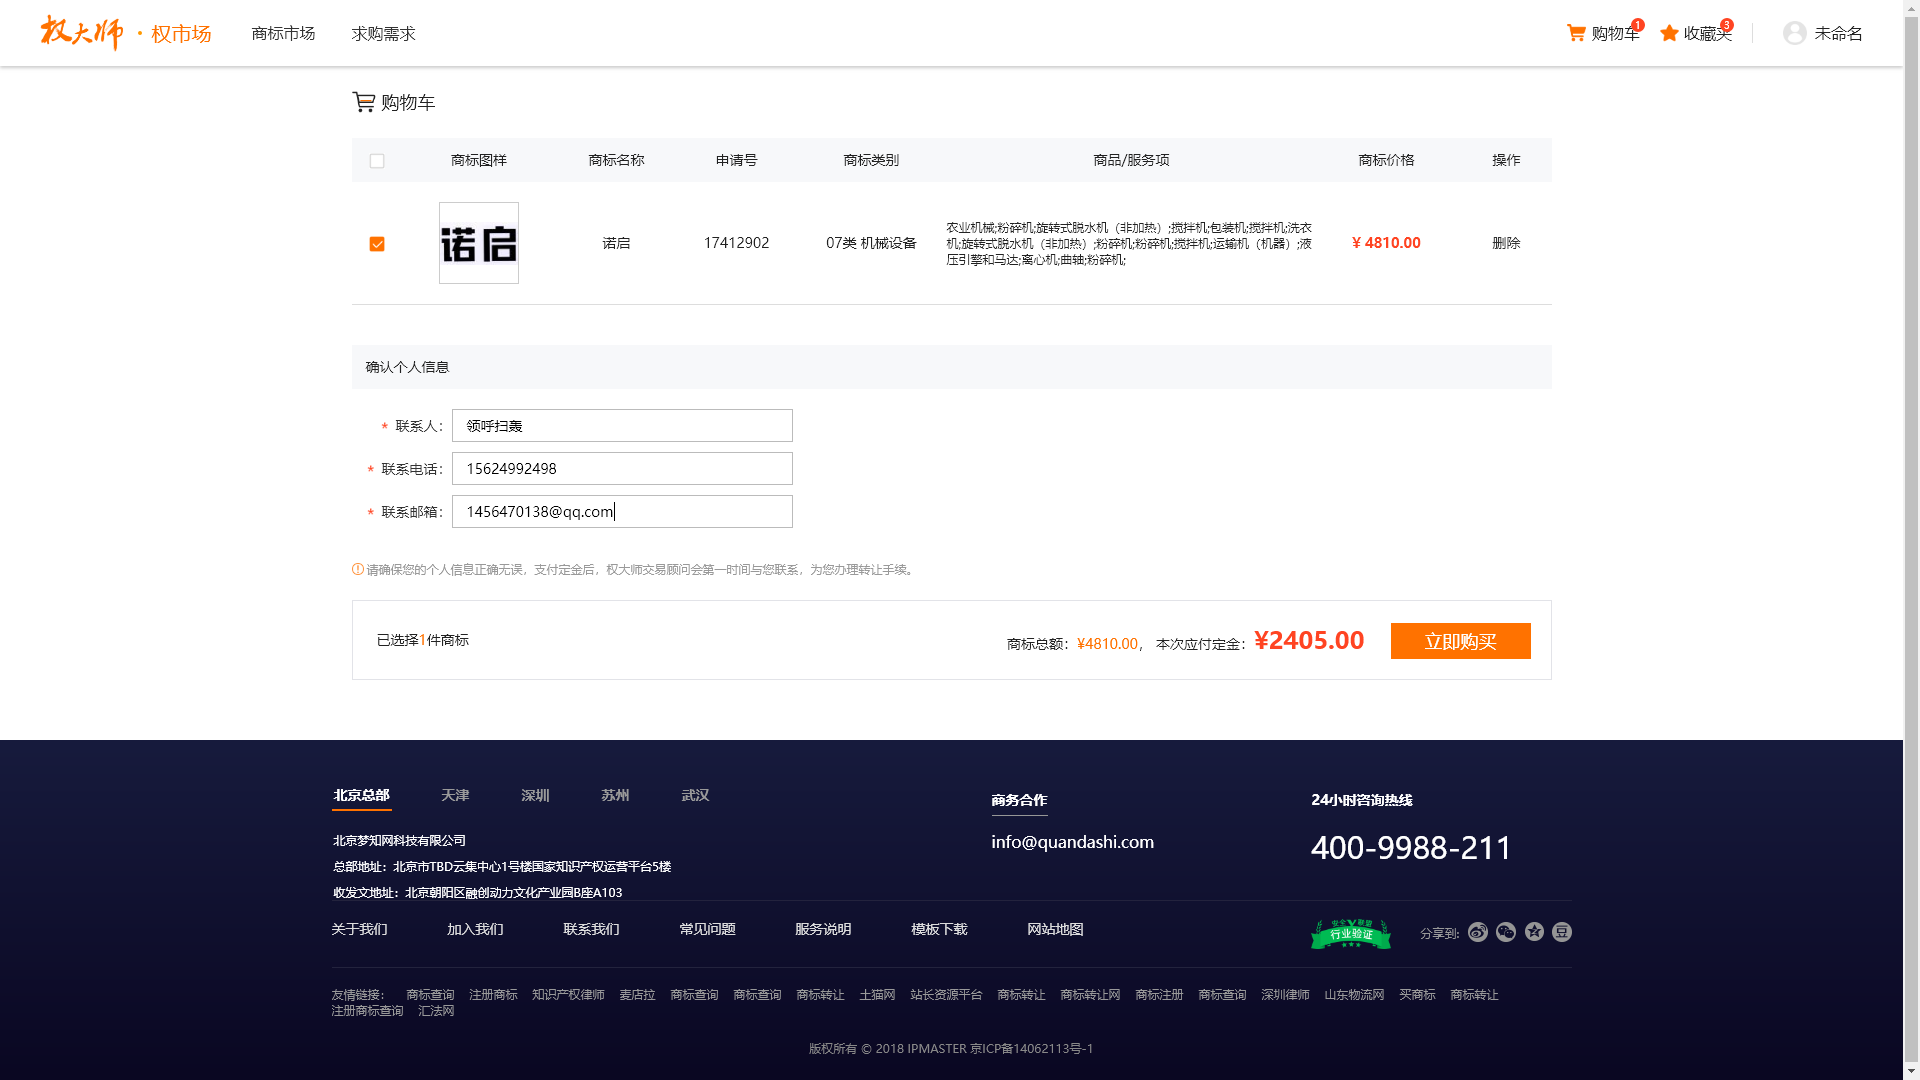 权大师 · 权市场 商标市场 求购需求 购物车 1 收藏夹 3 未命名
购物车
商标图样 商标名称 申请号 商标类别 商品/服务项 商标价格 操作
诺启 诺启 17412902 07类 机械设备 农业机械;粉碎机;旋转式脱水机（非加热）;搅拌机;包装机;搅拌机;洗衣
机;旋转式脱水机（非加热）;粉碎机;粉碎机;搅拌机;运输机（机器）;液
压引擎和马达;离心机;曲轴;粉碎机; ¥ 4810.00 删除
确认个人信息
* 联系人： 领呼扫轰
* 联系电话： 15624992498
* 联系邮箱： 1456470138@qq.com
请确保您的个人信息正确无误，支付定金后，权大师交易顾问会第一时间与您联系，为您办理转让手续。
已选择1件商标 商标总额：¥4810.00， 本次应付定金：¥2405.00 立即购买
北京总部 天津 深圳 苏州 武汉
北京梦知网科技有限公司
总部地址：北京市TBD云集中心1号楼国家知识产权运营平台5楼
收发文地址：北京朝阳区融创动力文化产业园B座A103
商务合作
info@quandashi.com
24小时咨询热线
400-9988-211
关于我们 加入我们 联系我们 常见问题 服务说明 模板下载 网站地图
安全V联盟
行业验证
分享到:
友情链接： 商标查询 注册商标 知识产权律师 麦店拉 商标查询 商标查询 商标转让 土猫网 站长资源平台 商标转让 商标转让网 商标注册 商标查询 深圳律师 山东物流网 买商标 商标转让
注册商标查询 汇法网
版权所有 © 2018 IPMASTER 京ICP备14062113号-1